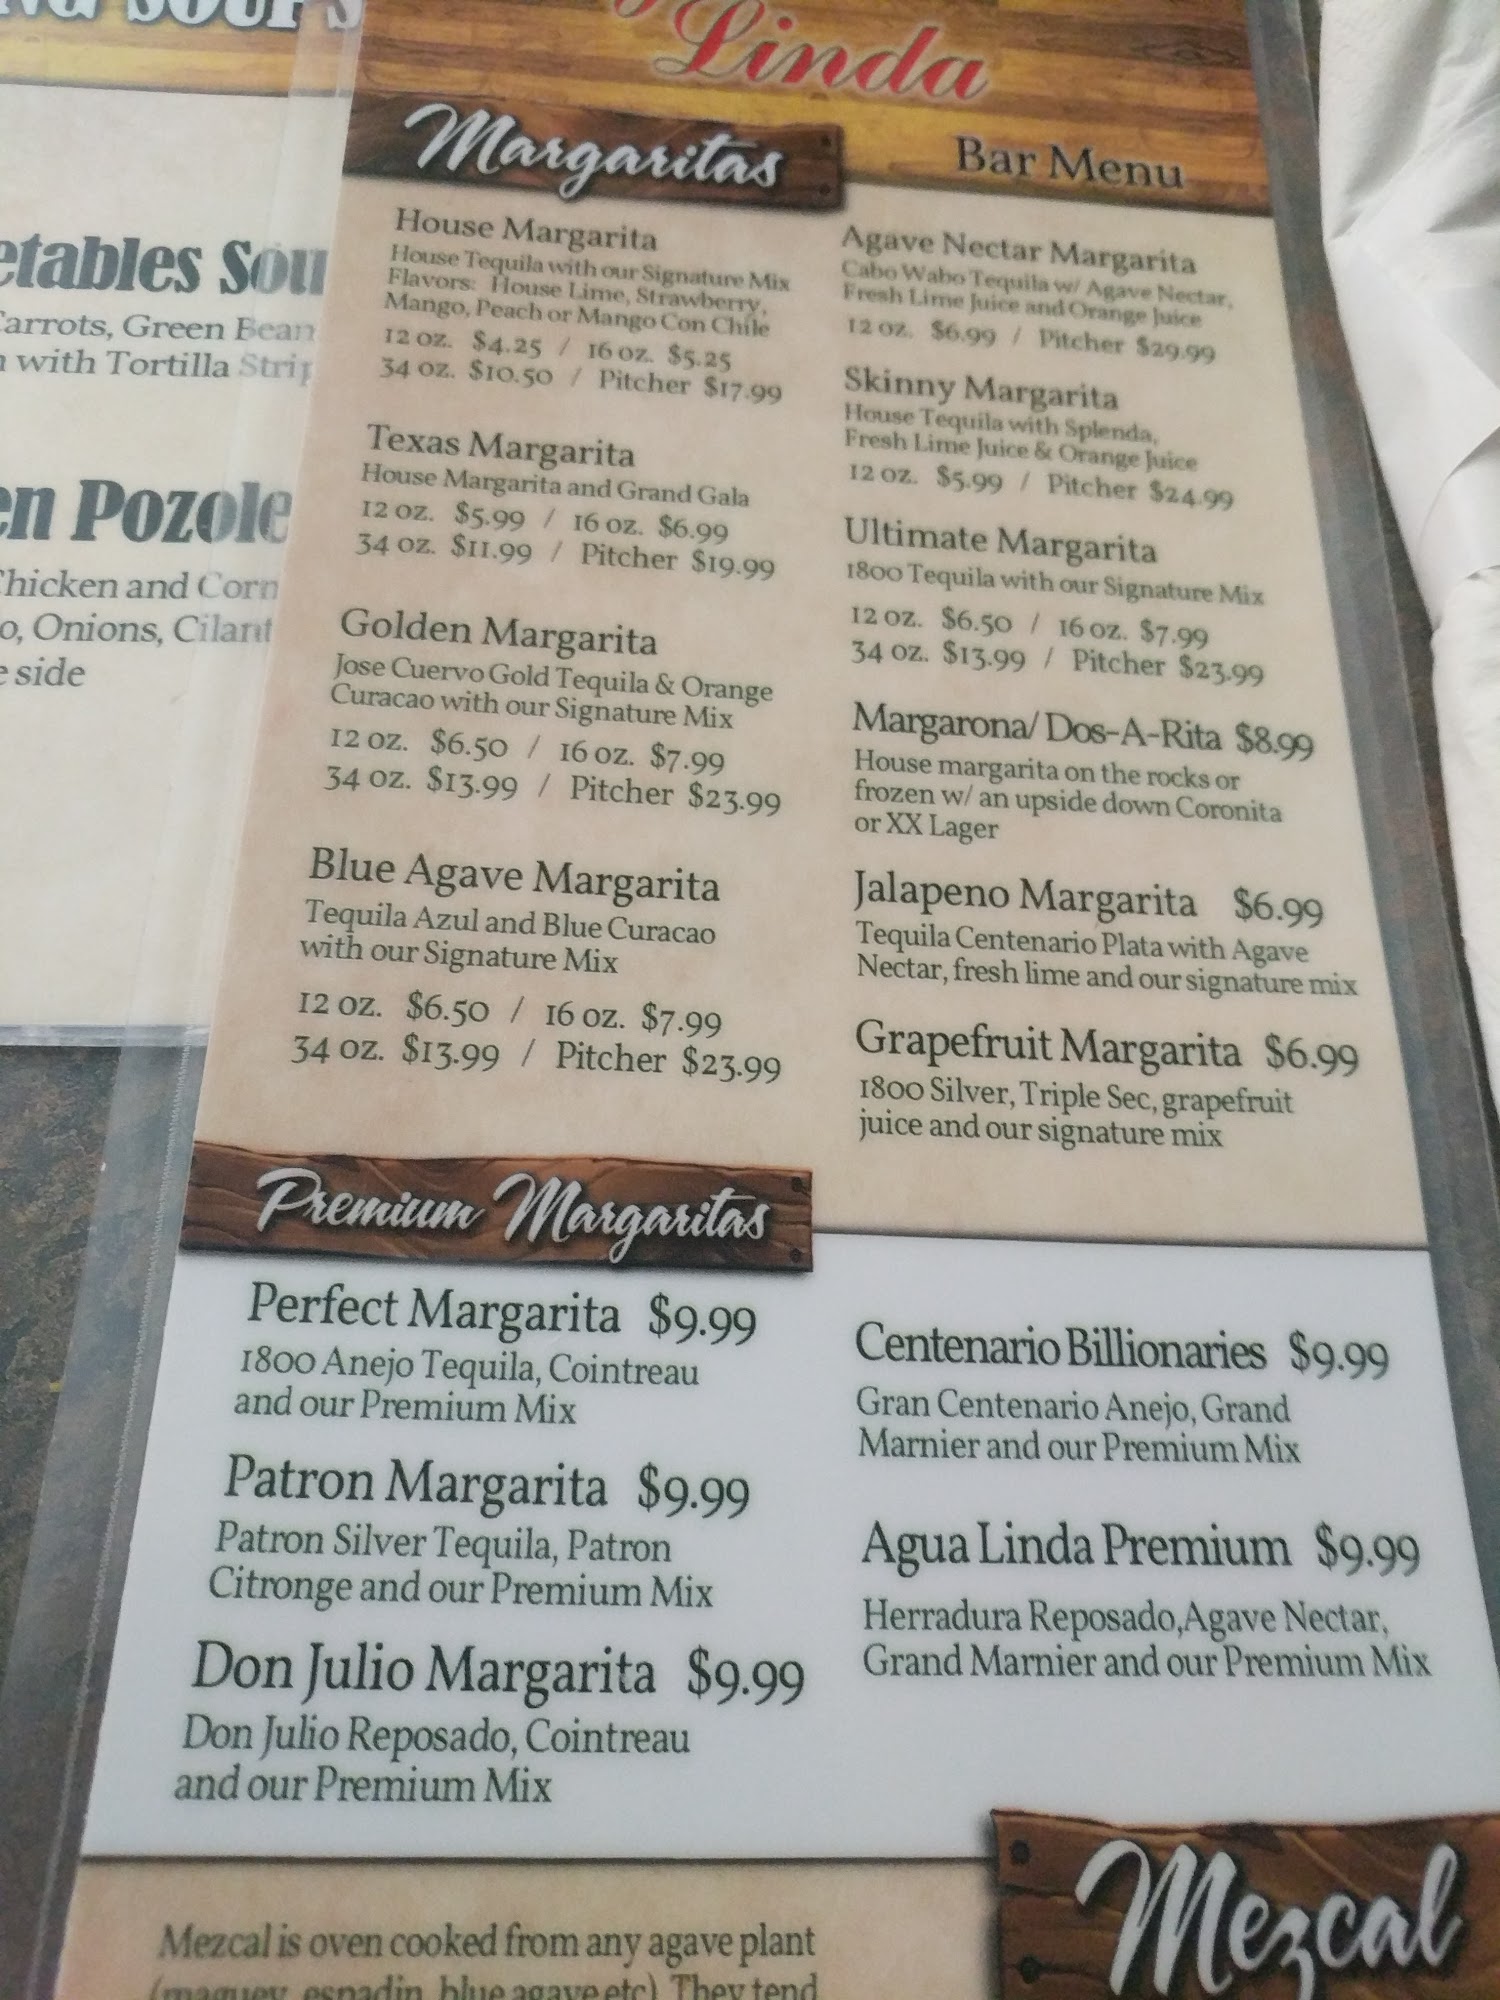 SOUPS
etables Sou
arrots, Green Bean
with Tortilla Strip
en Pozole
hicken and Corn
o, Onions, Cilant
e side
Linda
Bar Menu
Margaritas
House Margarita
House Tequila with our Signature Mix
Flavors: House Lime, Strawberry,
Mango, Peach or Mango Con Chile
12 oz. $4.25 / 16 oz. $5.25
34 oz. $10.50 / Pitcher $17.99
Texas Margarita
House Margarita and Grand Gala
12 oz. $5.99 / 16 oz. $6.99
34 oz. $11.99 / Pitcher $19.99
Golden Margarita
Jose Cuervo Gold Tequila & Orange
Curacao with our Signature Mix
12 oz. $6.50 / 16 oz. $7.99
34 oz. $13.99 / Pitcher $23.99
Blue Agave Margarita
Tequila Azul and Blue Curacao
with our Signature Mix
12 oz. $6.50 / 16 oz. $7.99
34 oz. $13.99 / Pitcher $23.99
Agave Nectar Margarita
Cabo Wabo Tequila w/ Agave Nectar,
Fresh Lime Juice and Orange Juice
12 oz. $6.99 / Pitcher $29.99
Skinny Margarita
House Tequila with Splenda,
Fresh Lime Juice & Orange Juice
12 oz. $5.99 / Pitcher $24.99
Ultimate Margarita
1800 Tequila with our Signature Mix
12 oz. $6.50 / 16 oz. $7.99
34 oz. $13.99 / Pitcher $23.99
Margarona/ Dos-A-Rita $8.99
House margarita on the rocks or
frozen w/ an upside down Coronita
or XX Lager
Jalapeno Margarita $6.99
Tequila Centenario Plata with Agave
Nectar, fresh lime and our signature mix
Grapefruit Margarita $6.99
1800 Silver, Triple Sec, grapefruit
juice and our signature mix
Premium Margaritas
Perfect Margarita $9.99
1800 Anejo Tequila, Cointreau
and our Premium Mix
Patron Margarita $9.99
Patron Silver Tequila, Patron
Citronge and our Premium Mix
Don Julio Margarita $9.99
Don Julio Reposado, Cointreau
and our Premium Mix
Centenario Billionaries $9.99
Gran Centenario Anejo, Grand
Marnier and our Premium Mix
Agua Linda Premium $9.99
Herradura Reposado,Agave Nectar,
Grand Marnier and our Premium Mix
Mezcal
Mezcal is oven cooked from any agave plant
(maguey, espadin, blue agave etc) They tend